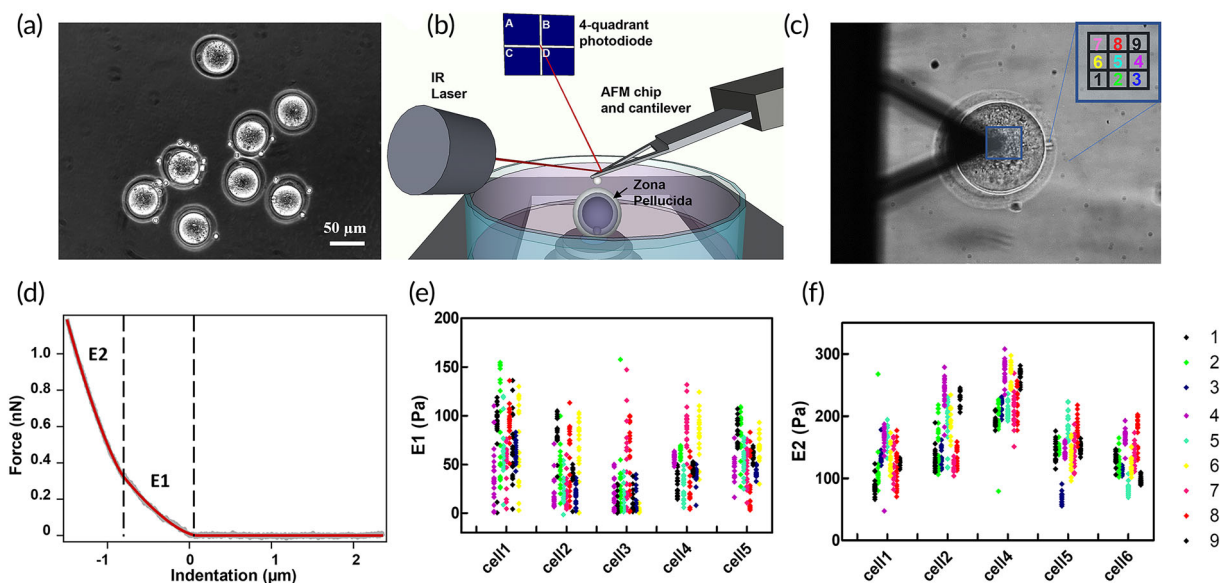 (a)
50 µm
(b)
A
B
C
D
4-quadrant
photodiode
IR
Laser
AFM chip
and cantilever
Zona
Pellucida
(c)
7 8 9
6 5 4
1 2 3
(d)
Force (nN)
1.0
0.8
0.6
0.4
0.2
0
E2
E1
-1 0 1 2
Indentation (µm)
(e)
E1 (Pa)
200
150
100
50
0
cell1 cell2 cell3 cell4 cell5
(f)
E2 (Pa)
300
200
100
0
cell1 cell2 cell4 cell5 cell6
1
2
3
4
5
6
7
8
9